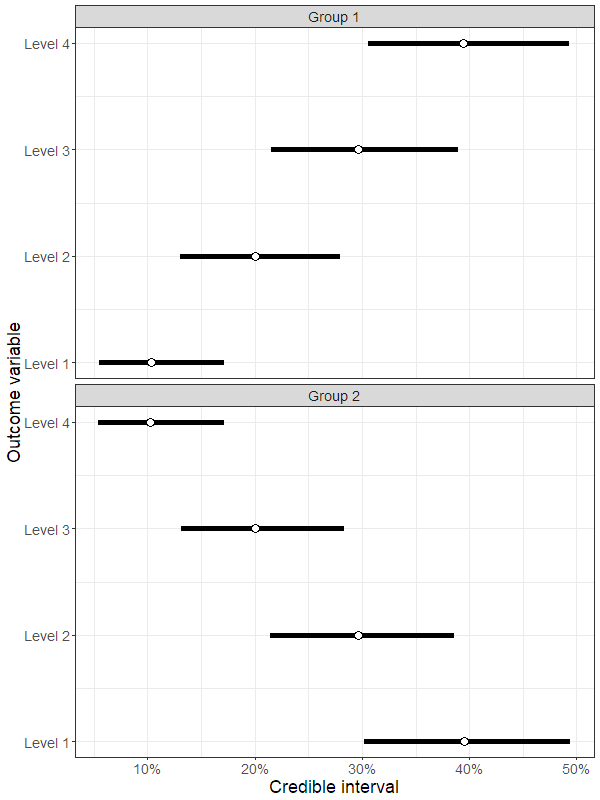 Group 1
Level 4
Level 3
Level 2
Level 1
Group 2
Level 4
Level 3
Level 2
Level 1
10% 20% 30% 40% 50%
Credible interval
Outcome variable